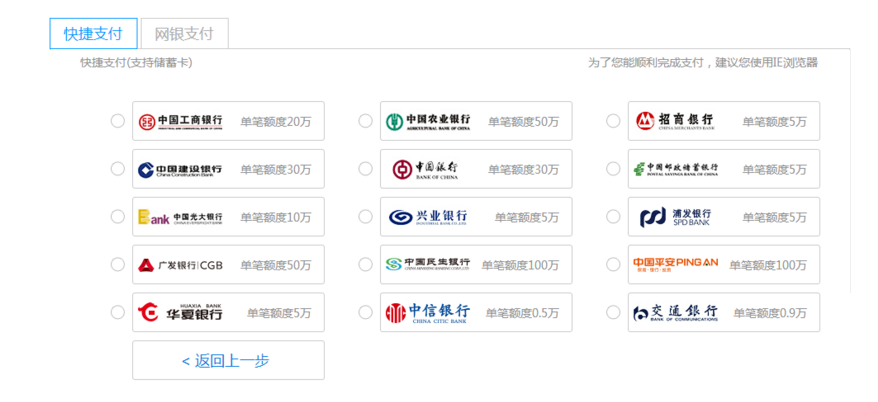 快捷支付 网银支付
快捷支付(支持储蓄卡) 为了您能顺利完成支付，建议您使用IE浏览器
中国工商银行 单笔额度20万 中国农业银行 AGRICULTURAL BANK OF CHINA 单笔额度50万 招商银行 CHINA MERCHANTS BANK 单笔额度5万
中国建设银行 China Construction Bank 单笔额度30万 中国银行 BANK OF CHINA 单笔额度30万 中国邮政储蓄银行 POSTAL SAVINGS BANK OF CHINA 单笔额度5万
Bank 中国光大银行 单笔额度10万 兴业银行 INDUSTRIAL BANK CO.,LTD. 单笔额度5万 浦发银行 SPD BANK 单笔额度5万
广发银行|CGB 单笔额度50万 中国民生银行 单笔额度100万 中国平安 PING AN 保险·银行·投资 单笔额度100万
HUAXIA BANK 华夏银行 单笔额度5万 中信银行 CHINA CITIC BANK 单笔额度0.5万 交通银行 BANK OF COMMUNICATIONS 单笔额度0.9万
< 返回上一步